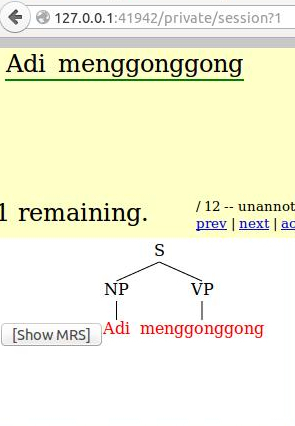 127.0.0.1:41942/private/session?1
Adi menggonggong
1 remaining.
/ 12 -- unannot
prev | next | ac
S
NP VP
[Show MRS] Adi menggonggong